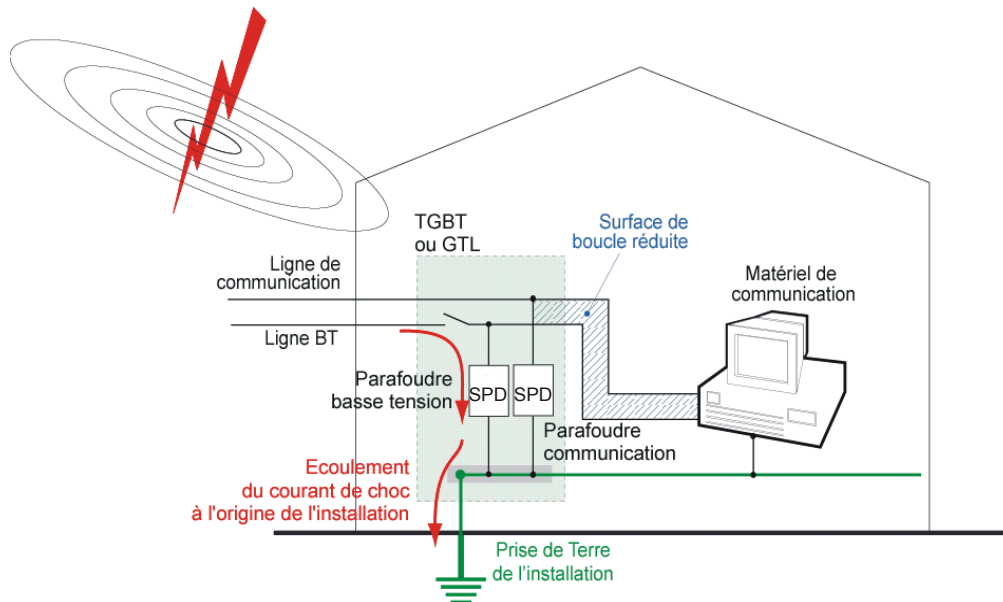 TGBT
ou GTL
Surface de
boucle réduite
Ligne de
communication
Matériel de
communication
Ligne BT
Parafoudre
basse tension
SPD
SPD
Parafoudre
communication
Ecoulement
du courant de choc
à l'origine de l'installation
Prise de Terre
de l'installation